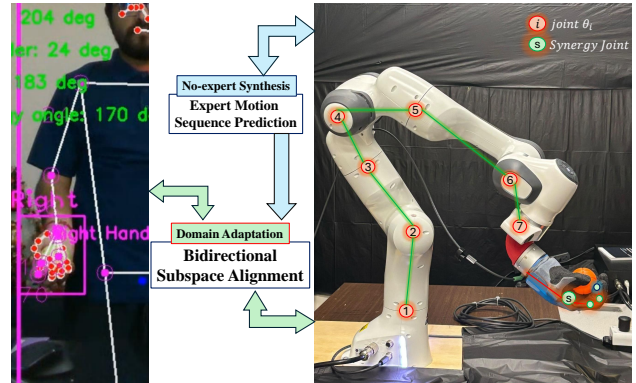 204 deg
der: 24 deg
183 deg
y angle: 170 d
Right
Right Hand
No-expert Synthesis
Expert Motion
Sequence Prediction
Domain Adaptation
Bidirectional
Subspace Alignment
i joint θi
S Synergy Joint
4
5
3
6
7
2
S
1